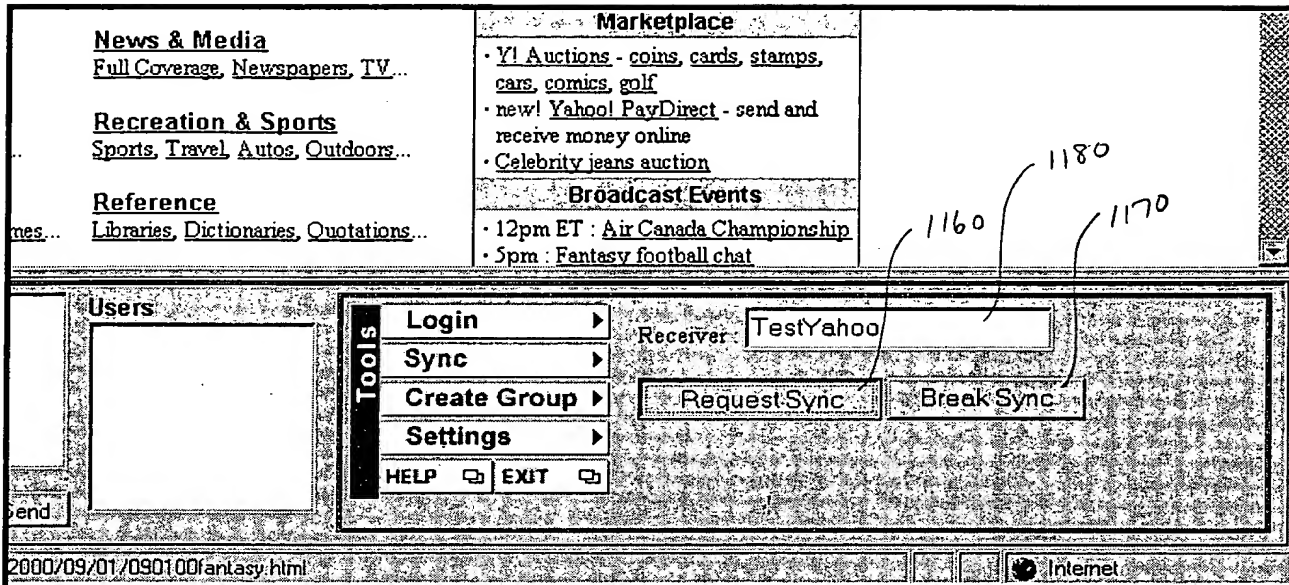 News & Media
Full Coverage, Newspapers, TV...
Recreation & Sports
Sports, Travel, Autos, Outdoors...
Reference
Libraries, Dictionaries, Quotations...
...
mes...
Marketplace
· Y! Auctions - coins, cards, stamps,
cars, comics, golf
· new! Yahoo! PayDirect - send and
receive money online
· Celebrity jeans auction
Broadcast Events
· 12pm ET : Air Canada Championship
· 5pm : Fantasy football chat
1180
1160
1170
Users
Send
Tools
Login
Sync
Create Group
Settings
HELP EXIT
Receiver: TestYahoo
Request Sync Break Sync
2000/09/01/090100fantasy.html
Internet